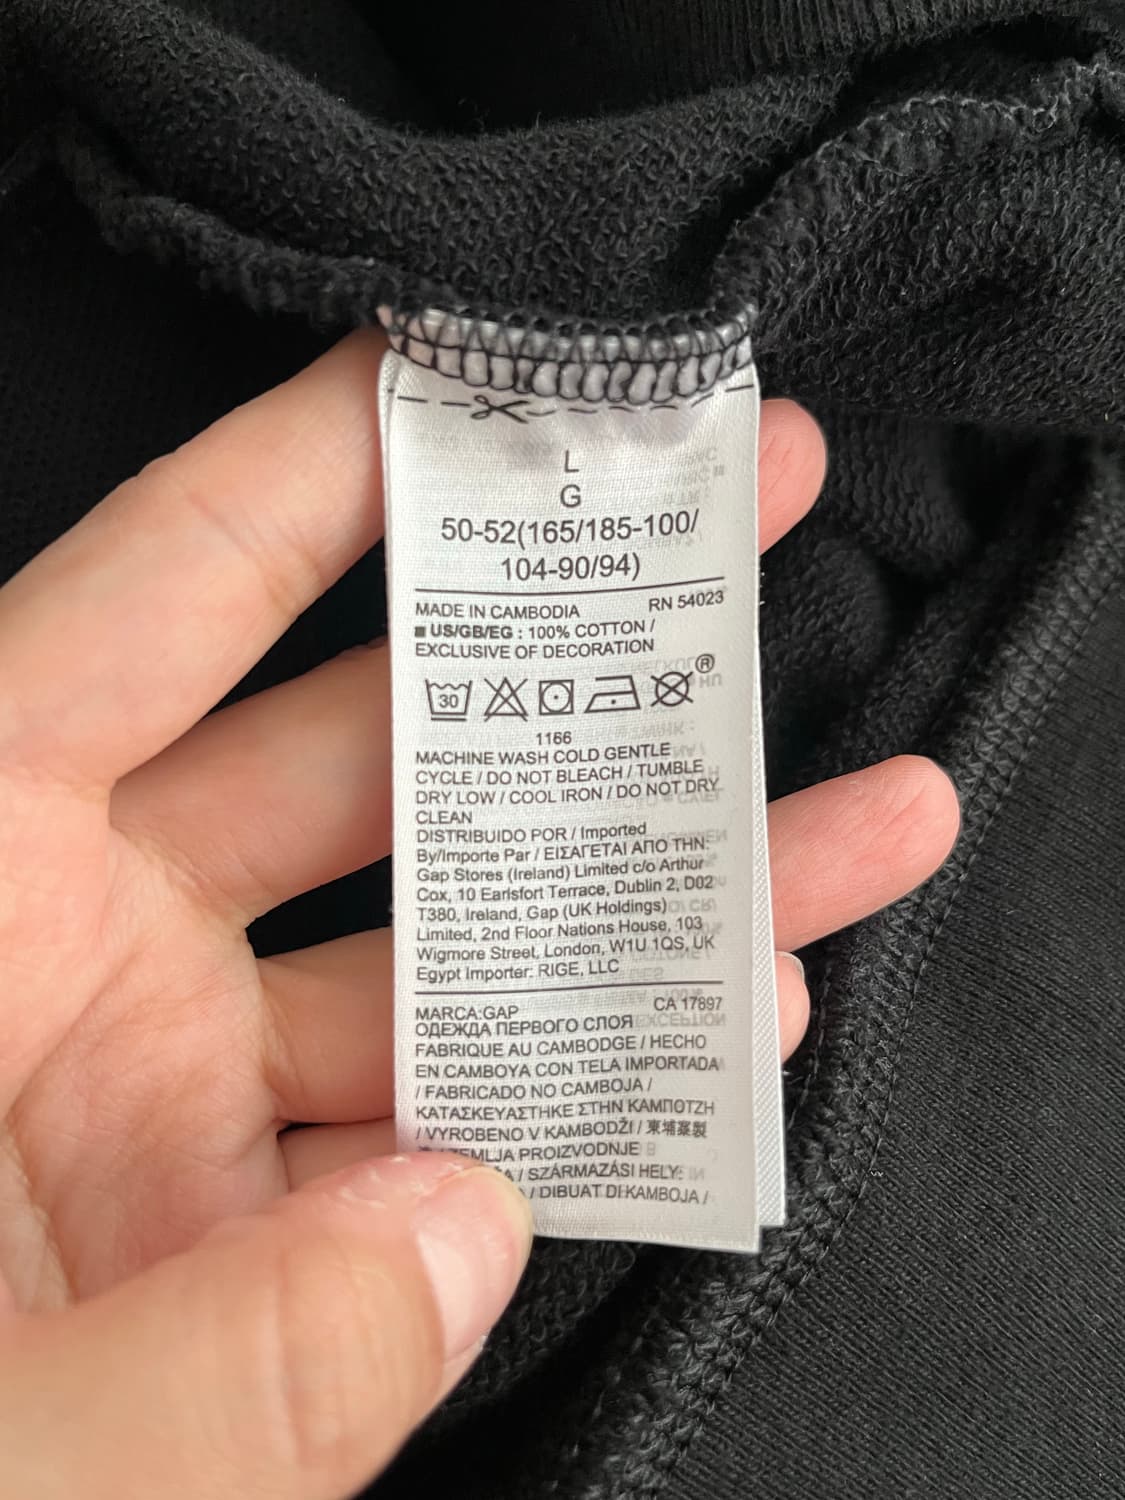 L
G
50-52(165/185-100/
104-90/94)
MADE IN CAMBODIA RN 54023
■ US/GB/EG : 100% COTTON /
EXCLUSIVE OF DECORATION
30 ®
1166
MACHINE WASH COLD GENTLE
CYCLE / DO NOT BLEACH / TUMBLE
DRY LOW / COOL IRON / DO NOT DRY
CLEAN
DISTRIBUIDO POR / Imported
By/Importe Par / ΕΙΣΑΓΕΤΑΙ ΑΠΟ ΤΗΝ:
Gap Stores (Ireland) Limited c/o Arthur
Cox, 10 Earlsfort Terrace, Dublin 2, D02
T380, Ireland, Gap (UK Holdings)
Limited, 2nd Floor Nations House, 103
Wigmore Street, London, W1U 1QS, UK
Egypt Importer: RIGE, LLC
MARCA:GAP CA 17897
ОДЕЖДА ПЕРВОГО СЛОЯ
FABRIQUE AU CAMBODGE / HECHO
EN CAMBOYA CON TELA IMPORTADA
/ FABRICADO NO CAMBOJA /
ΚΑΤΑΣΚΕΥΑΣΤΗΚΕ ΣΤΗΝ ΚΑΜΠΟΤΖΗ
/ VYROBENO V KAMBODŽI / 柬埔寨製
ZEMLJA PROIZVODNJE
/ SZÁRMAZÁSI HELY:
/ DIBUAT DI KAMBOJA /